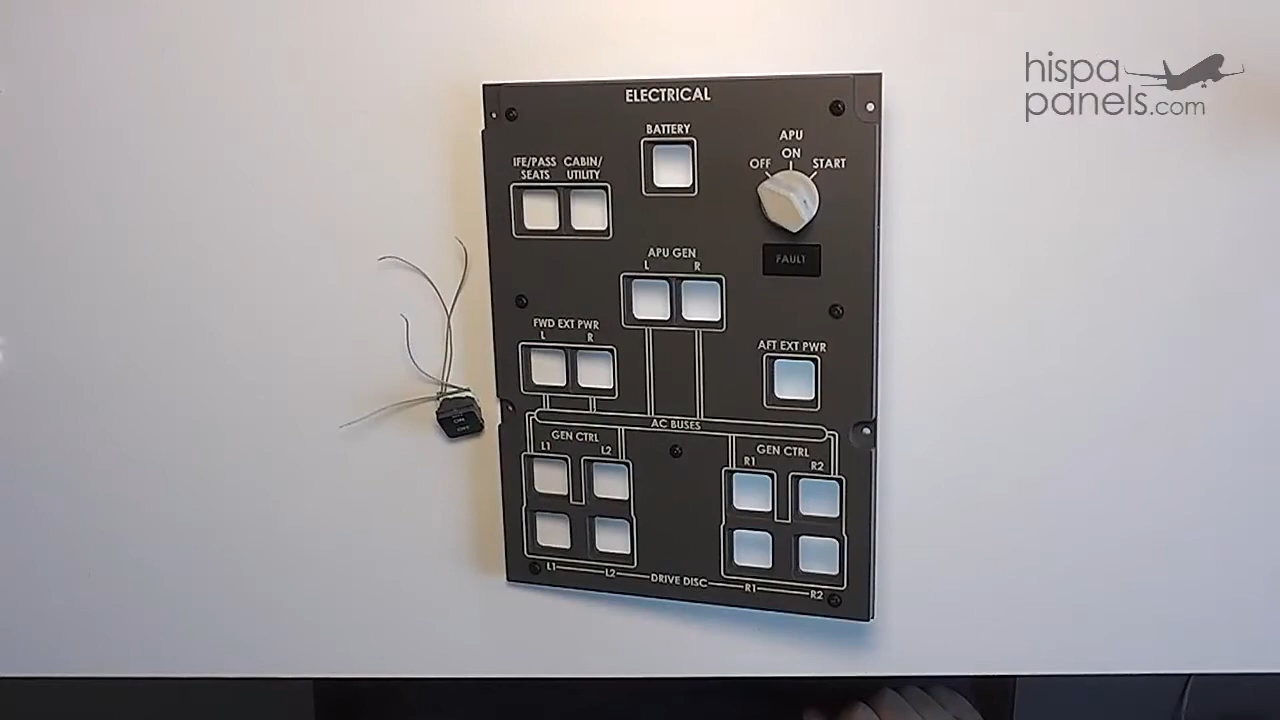 hispa
panels.com
ELECTRICAL
BATTERY
APU
OFF ON START
IFE/PASS SEATS
CABIN/ UTILITY
FAULT
APU GEN
L R
FWD EXT PWR
L R
AFT EXT PWR
AC BUSES
GEN CTRL
L1 L2
GEN CTRL
R1 R2
ON
OFF
L1 L2 DRIVE DISC R1 R2